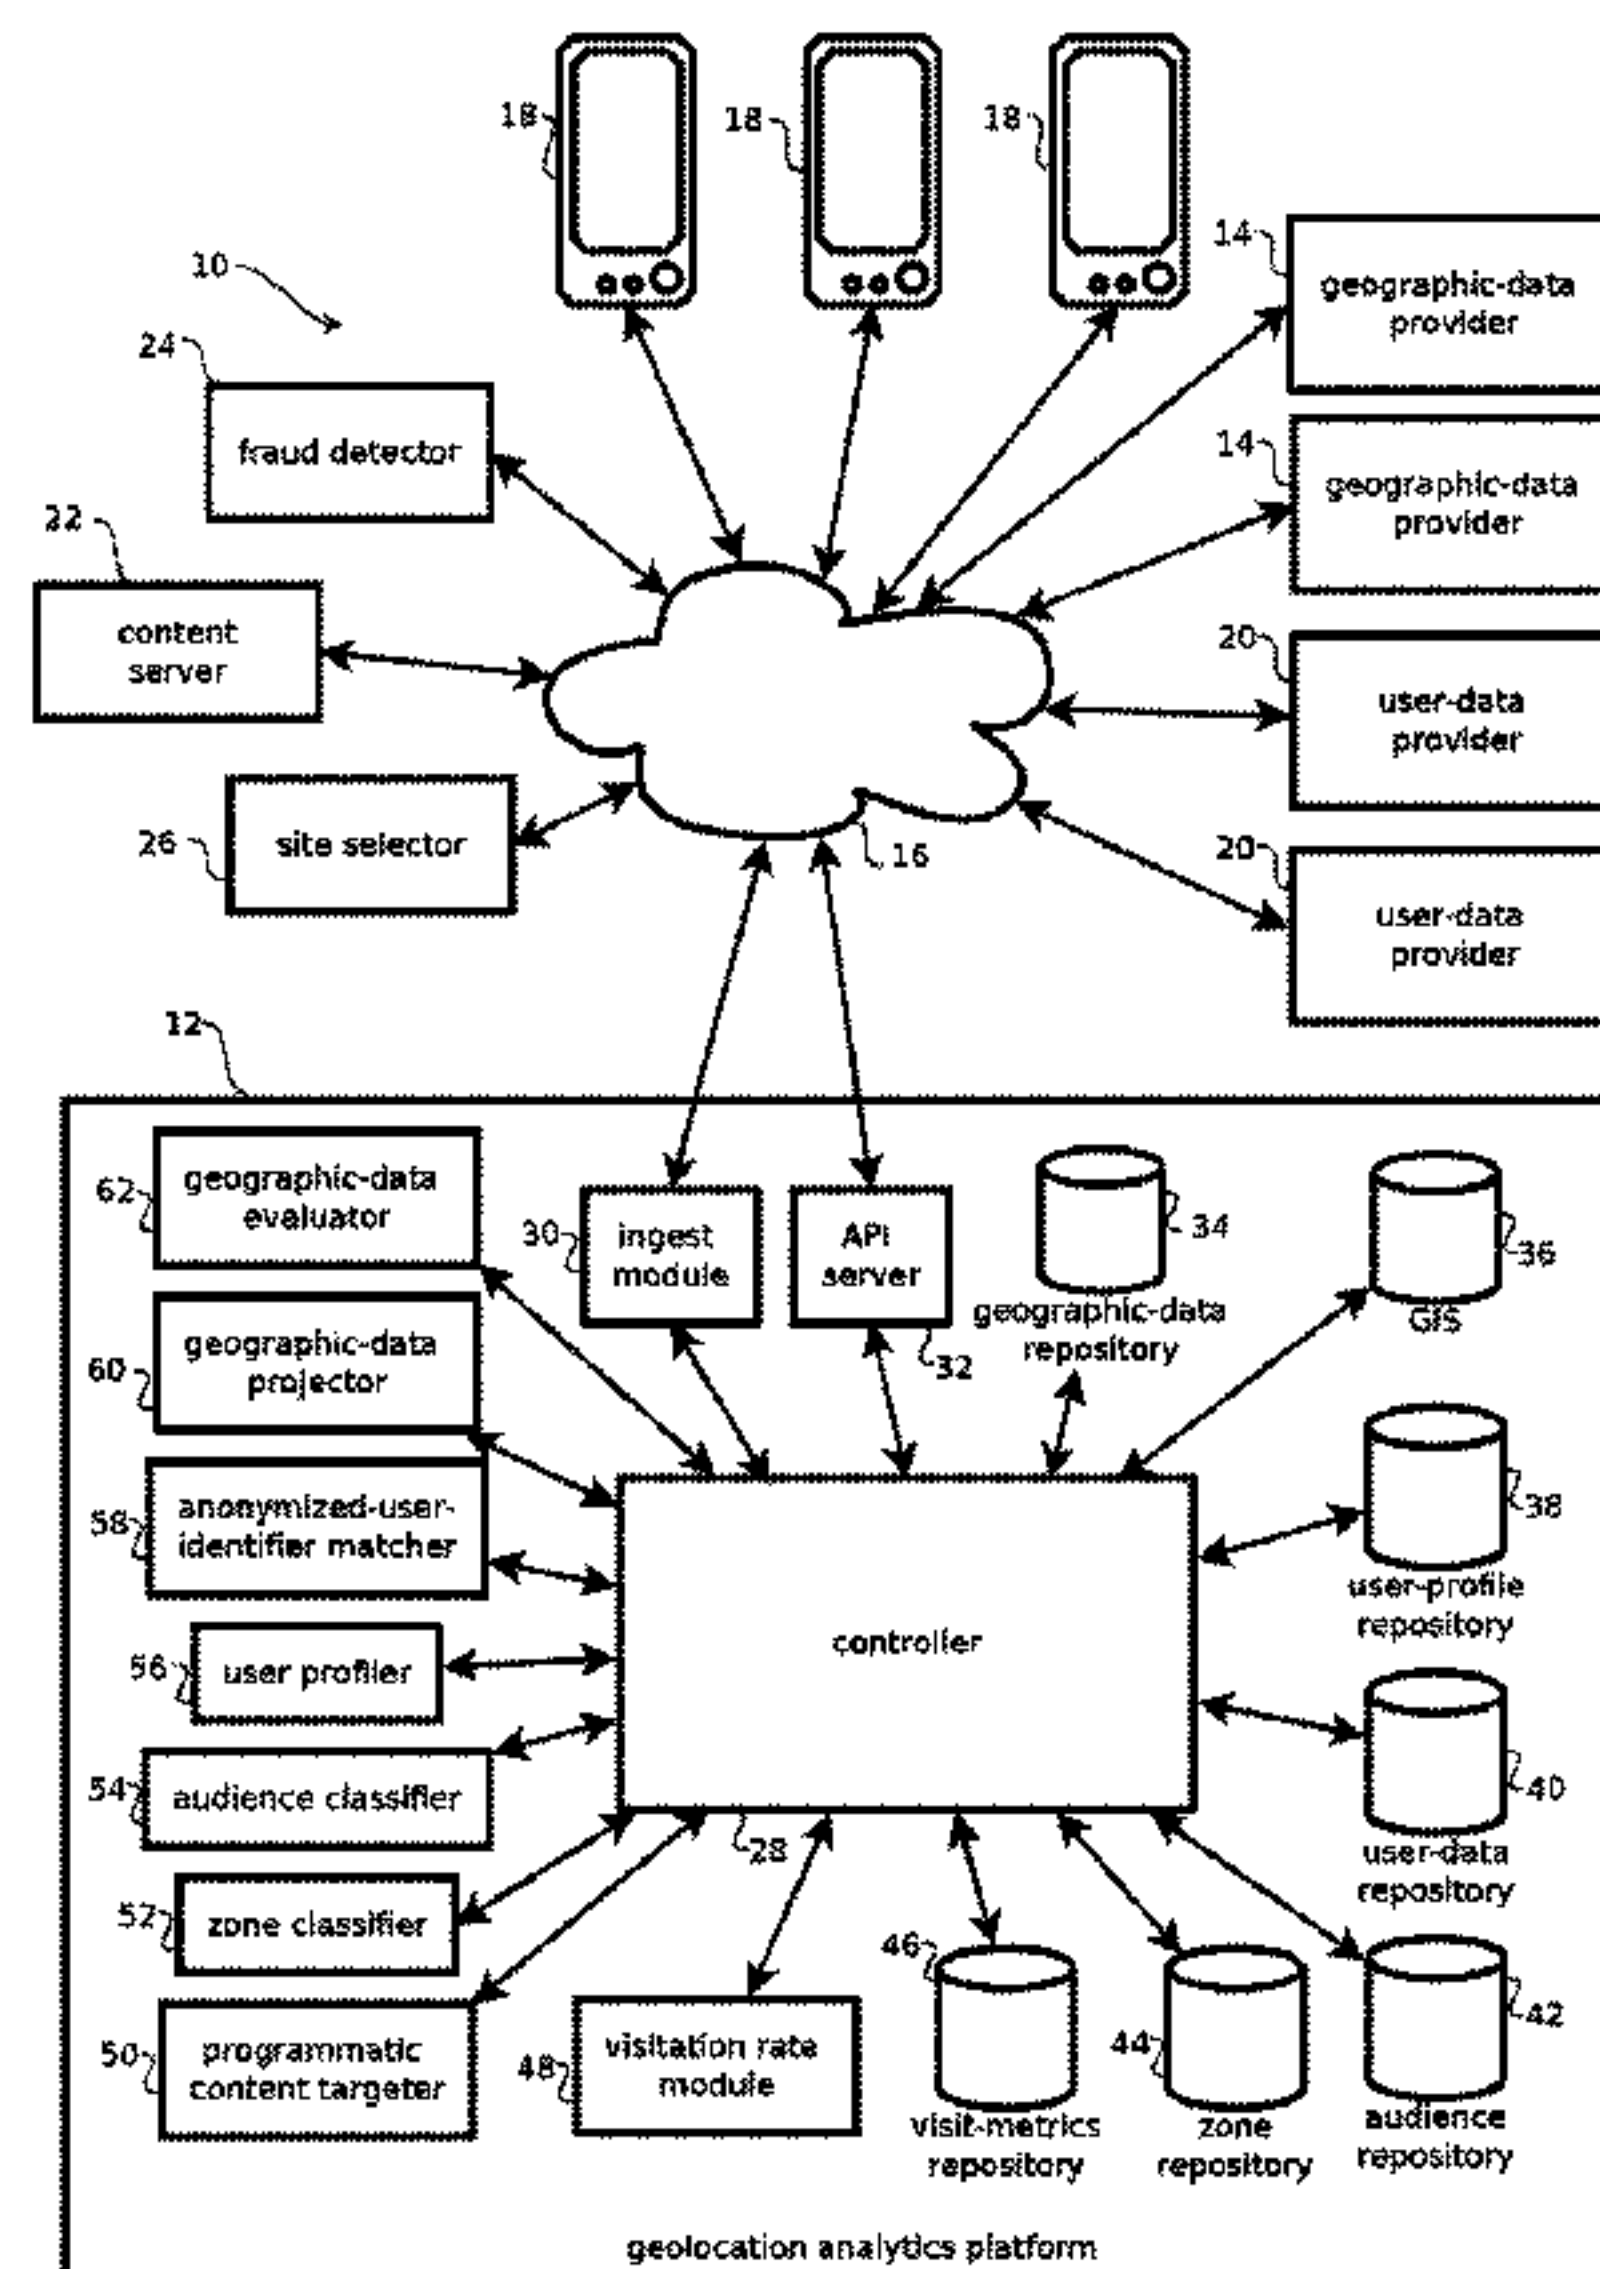 18
18
18
10
14
geographic-data
provider
24
fraud detector
14
geographic-data
provider
22
content
server
20
user-data
provider
26
site selector
16
20
user-data
provider
12
62
geographic-data
evaluator
30
ingest
module
API
server
32
34
geographic-data
repository
36
GIS
60
geographic-data
projector
58
anonymized-user-
identifier matcher
38
user-profile
repository
controller
56
user profiler
40
user-data
repository
54
audience classifier
28
52
zone classifier
46
visit-metrics
repository
44
zone
repository
42
audience
repository
50
programmatic
content targeter
48
visitation rate
module
geolocation analytics platform